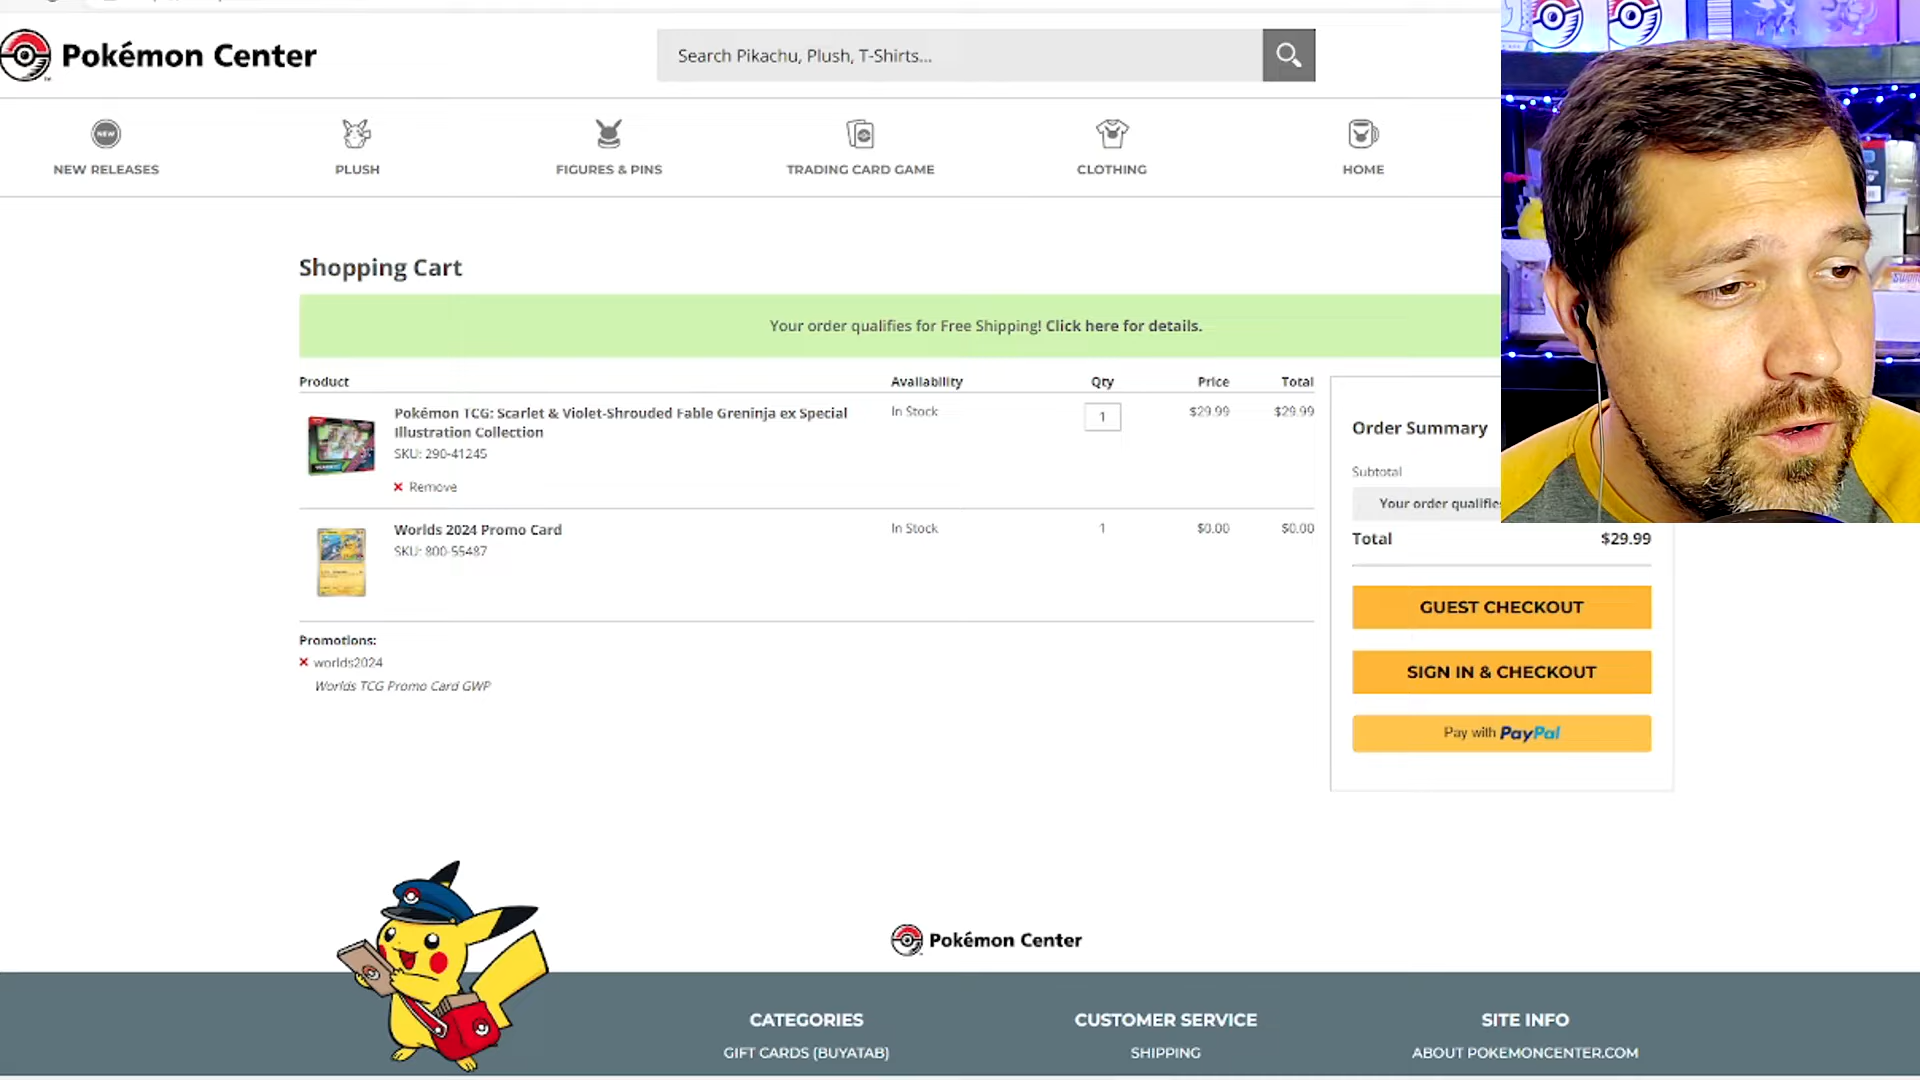 Pokémon Center
Search Pikachu, Plush, T-Shirts...
NEW
NEW RELEASES
PLUSH
FIGURES & PINS
TRADING CARD GAME
CLOTHING
HOME
Shopping Cart
Your order qualifies for Free Shipping! Click here for details.
Product Availability Qty Price Total
Pokémon TCG: Scarlet & Violet-Shrouded Fable Greninja ex Special
Illustration Collection
In Stock 1 $29.99 $29.99
SKU: 290-41245
× Remove
Worlds 2024 Promo Card
In Stock 1 $0.00 $0.00
SKU: 800-55487
Promotions:
× worlds2024
Worlds TCG Promo Card GWP
Order Summary
Subtotal
Your order qualifies
Total $29.99
GUEST CHECKOUT
SIGN IN & CHECKOUT
Pay with PayPal
Pokémon Center
CATEGORIES
GIFT CARDS (BUYATAB)
CUSTOMER SERVICE
SHIPPING
SITE INFO
ABOUT POKEMONCENTER.COM